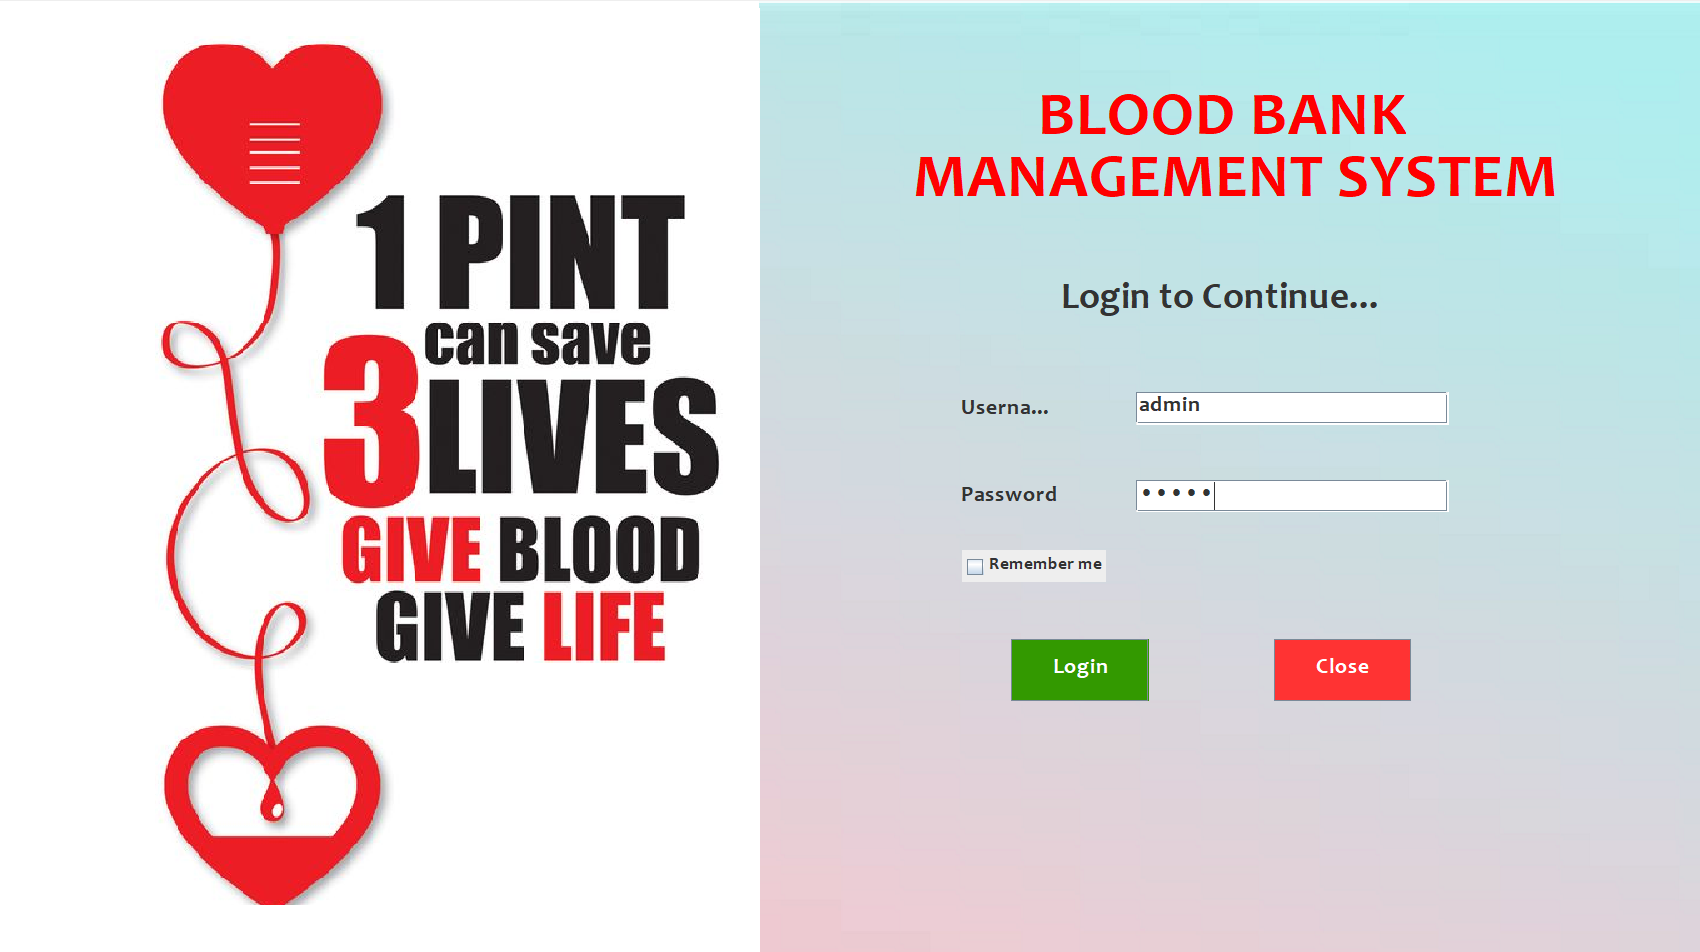 1 PINT
can save
3 LIVES
GIVE BLOOD
GIVE LIFE
BLOOD BANK
MANAGEMENT SYSTEM
Login to Continue...
Userna... admin
Password •••••
Remember me
Login Close